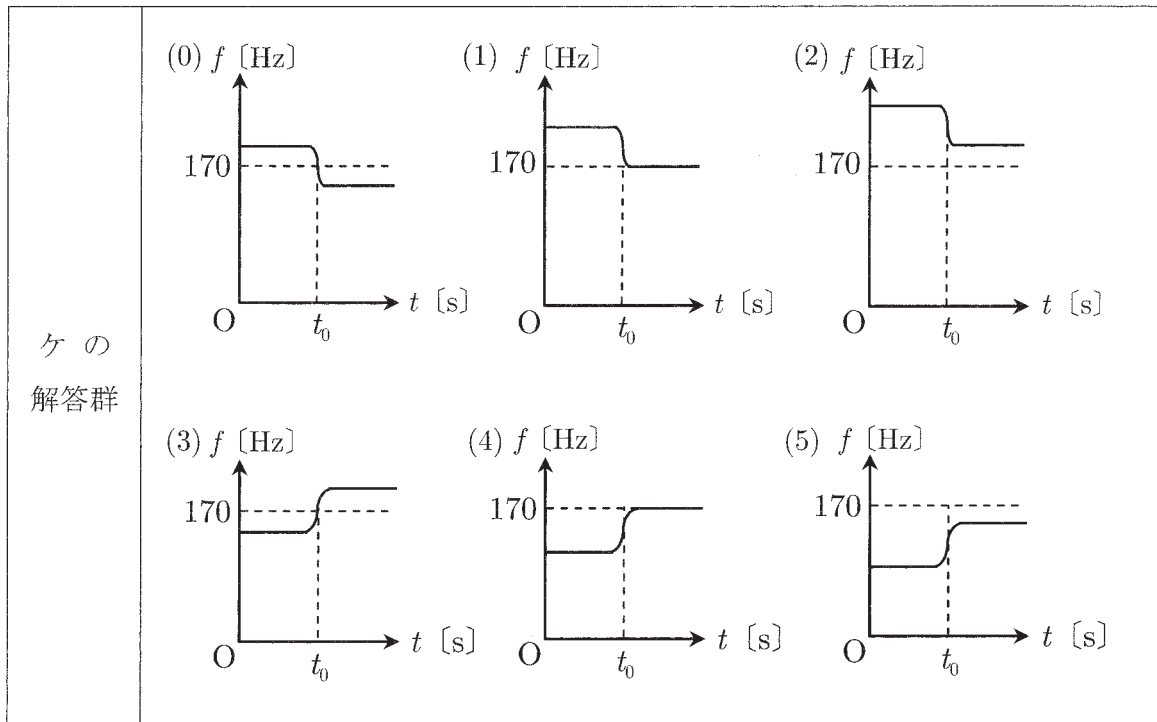 ケ の
解答群
(0) f 〔Hz〕
170
O
t₀
t 〔s〕
(1) f 〔Hz〕
170
O
t₀
t 〔s〕
(2) f 〔Hz〕
170
O
t₀
t 〔s〕
(3) f 〔Hz〕
170
O
t₀
t 〔s〕
(4) f 〔Hz〕
170
O
t₀
t 〔s〕
(5) f 〔Hz〕
170
O
t₀
t 〔s〕